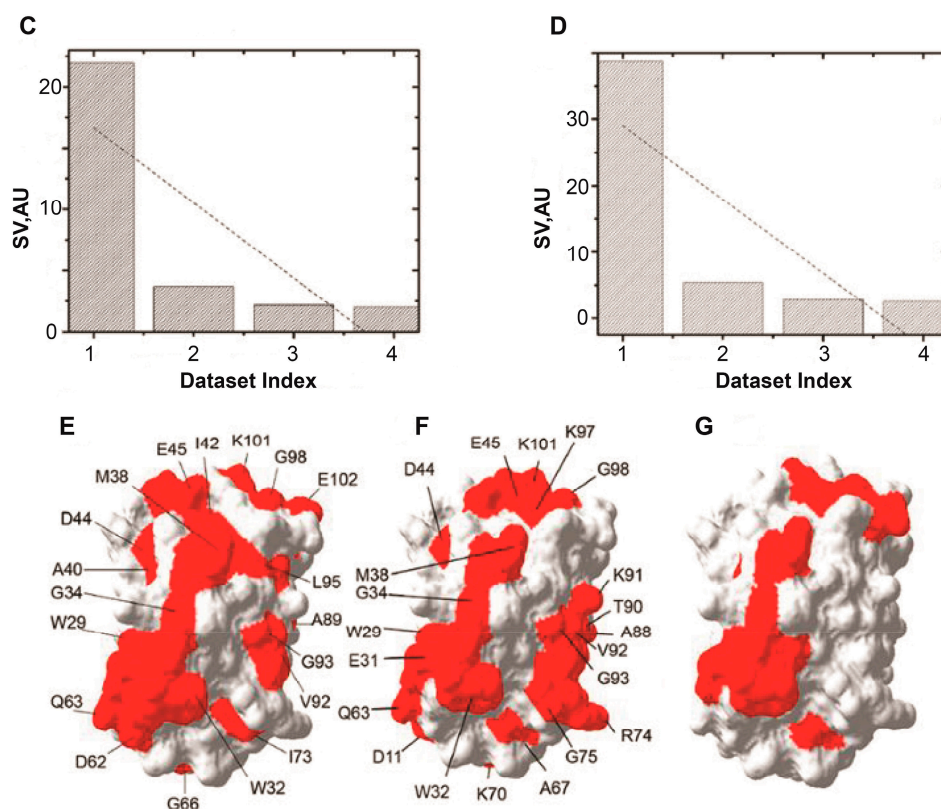 C
20
10
0
SV,AU
1 2 3 4
Dataset Index
D
40
30
20
10
0
SV,AU
1 2 3 4
Dataset Index
E
I42
K101
E45
G98
M38
E102
D44
A40
L95
G34
A89
W29
G93
V92
Q63
I73
D62
W32
G66
F
K97
E45
K101
D44
G98
M38
K91
G34
T90
W29
A88
V92
E31
G93
Q63
R74
D11
G75
W32
K70
A67
G